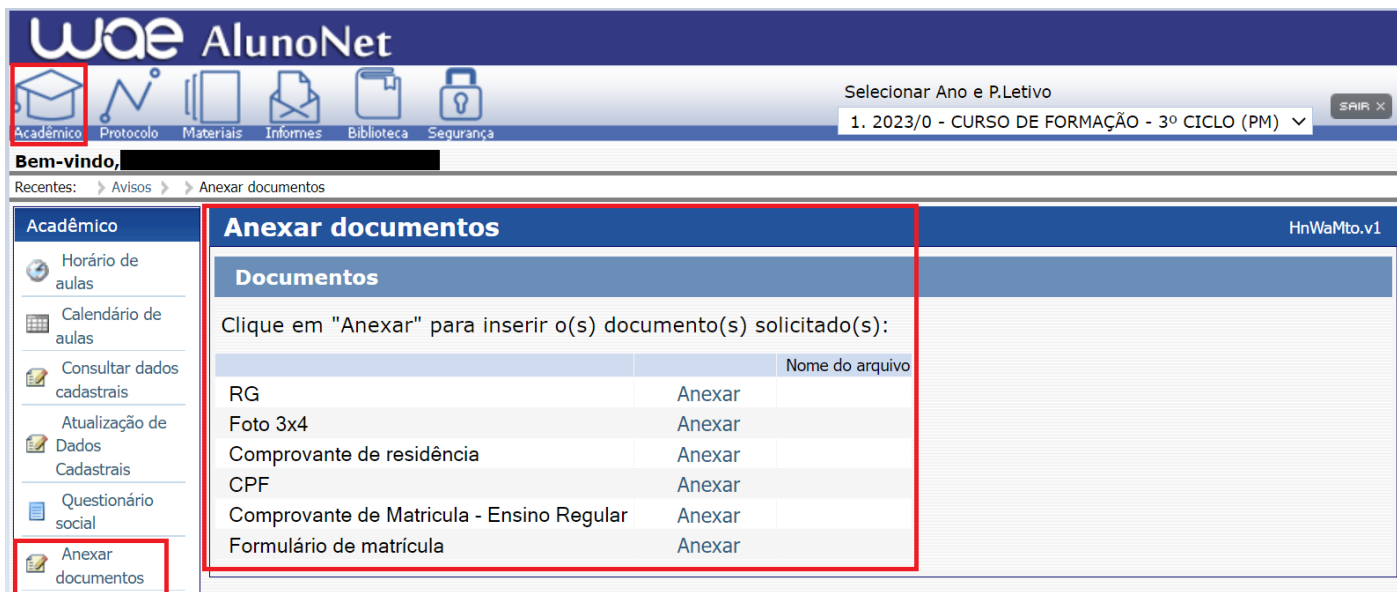 wae AlunoNet
Selecionar Ano e P.Letivo
SAIR X
1. 2023/0 - CURSO DE FORMAÇÃO - 3º CICLO (PM)
Acadêmico Protocolo Materiais Informes Biblioteca Segurança
Bem-vindo,
Recentes: Avisos Anexar documentos
Acadêmico
Horário de
aulas
Calendário de
aulas
Consultar dados
cadastrais
Atualização de
Dados
Cadastrais
Questionário
social
Anexar
documentos
Anexar documentos HnWaMto.v1
Documentos
Clique em "Anexar" para inserir o(s) documento(s) solicitado(s):
Nome do arquivo
RG Anexar
Foto 3x4 Anexar
Comprovante de residência Anexar
CPF Anexar
Comprovante de Matricula - Ensino Regular Anexar
Formulário de matrícula Anexar